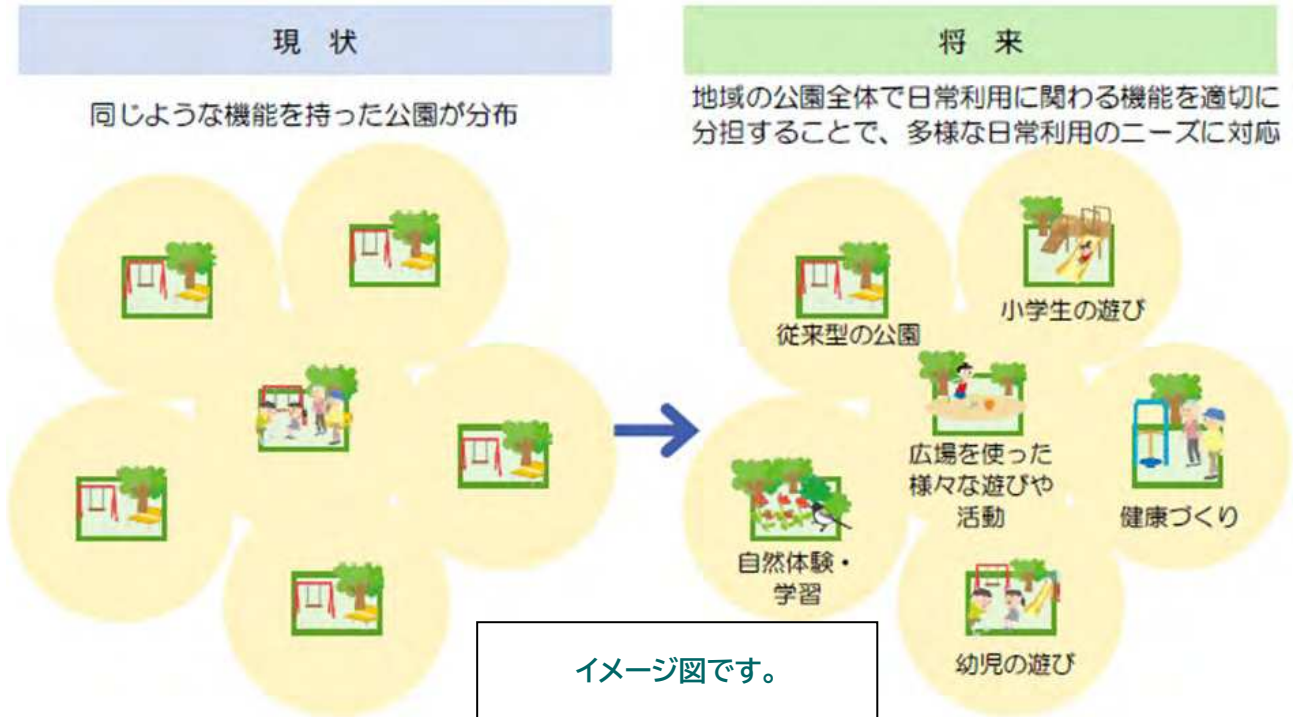 現 状
同じような機能を持った公園が分布
将 来
地域の公園全体で日常利用に関わる機能を適切に
分担することで、多様な日常利用のニーズに対応
従来型の公園
小学生の遊び
広場を使った
様々な遊びや
活動
健康づくり
自然体験・
学習
幼児の遊び
イメージ図です。